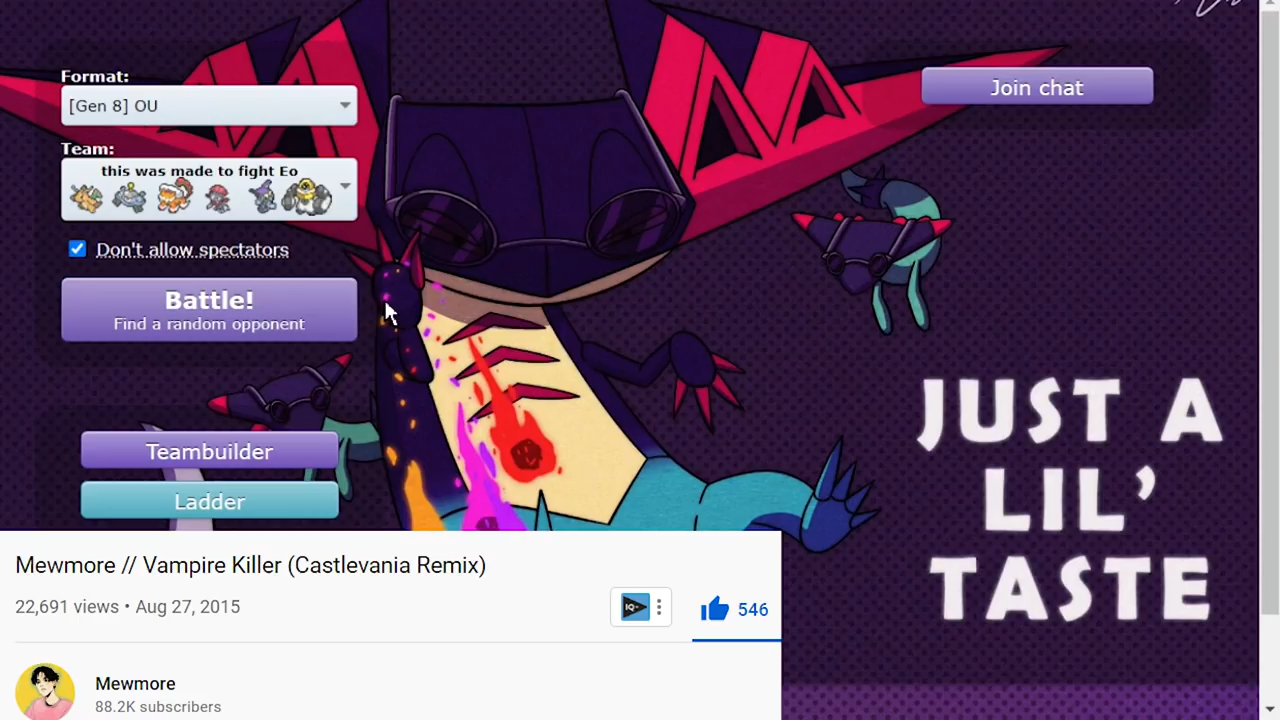 Format:
[Gen 8] OU
Join chat
Team:
this was made to fight Eo
Don't allow spectators
Battle!
Find a random opponent
Teambuilder
Ladder
JUST A
LIL'
TASTE
Mewmore // Vampire Killer (Castlevania Remix)
22,691 views • Aug 27, 2015
IQ
546
Mewmore
88.2K subscribers